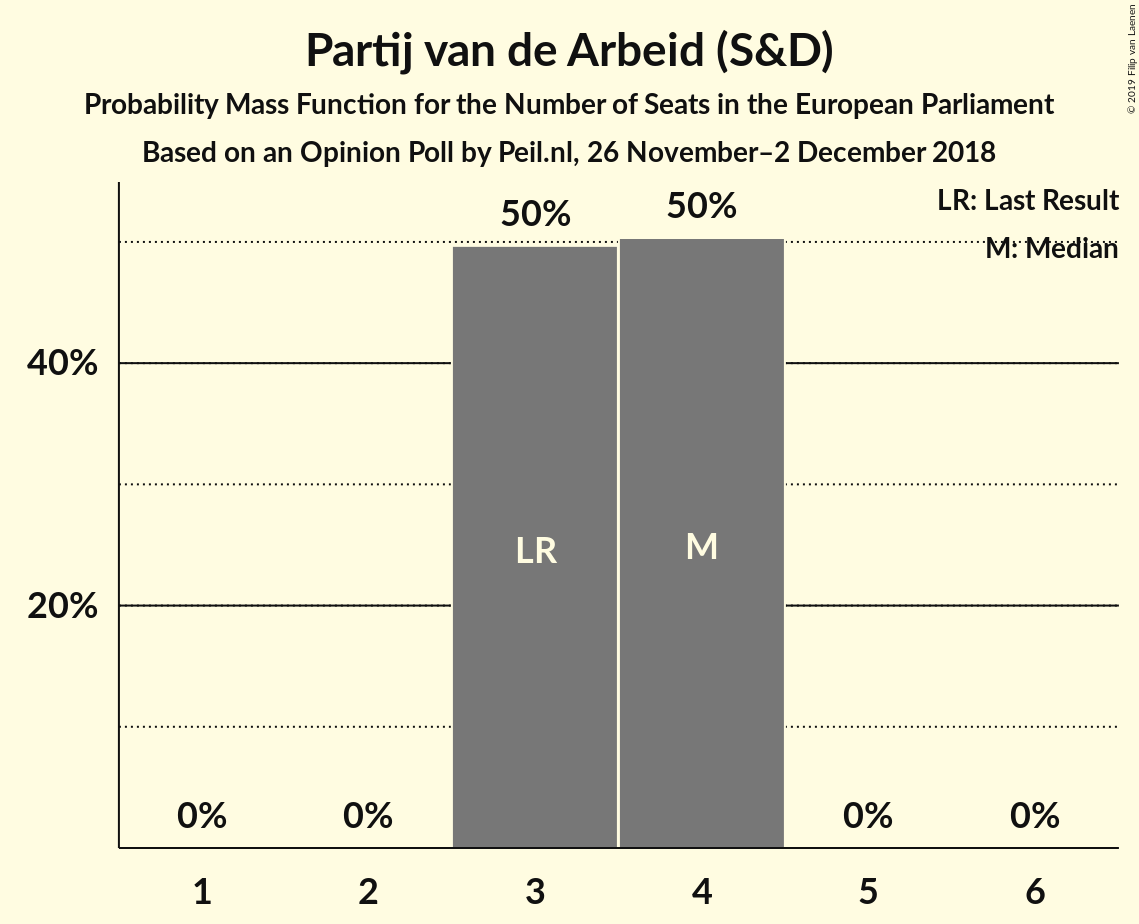 Partij van de Arbeid (S&D)
Probability Mass Function for the Number of Seats in the European Parliament
Based on an Opinion Poll by Peil.nl, 26 November–2 December 2018
© 2019 Filip van Laenen
LR: Last Result
M: Median
50%
50%
40%
20%
LR
M
0%
0%
0%
0%
1
2
3
4
5
6